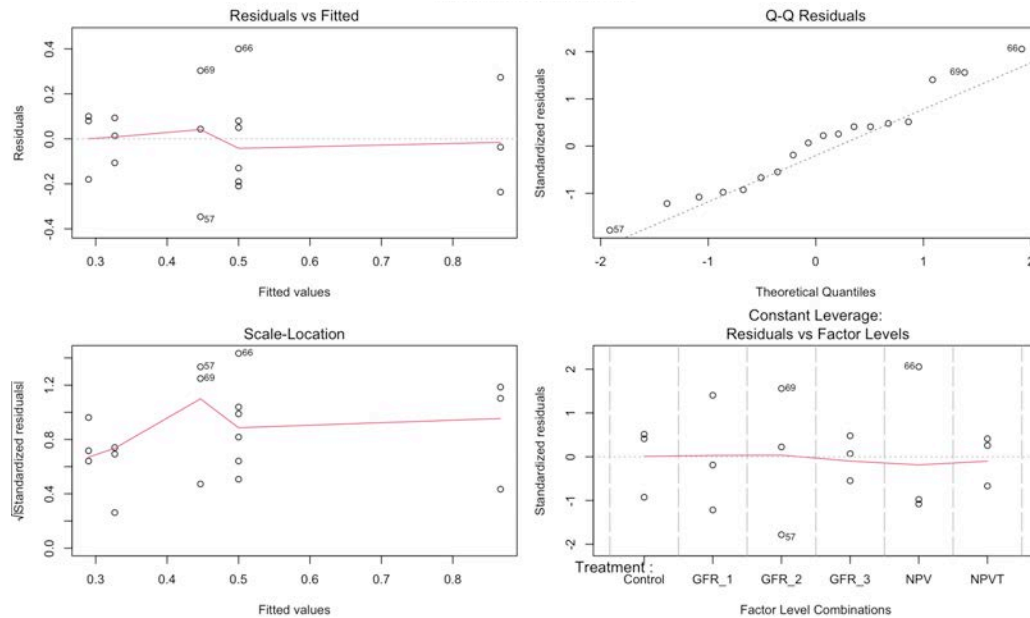 Residuals vs Fitted
Residuals
0.4
0.2
0.0
-0.2
-0.4
66
69
57
0.3 0.4 0.5 0.6 0.7 0.8
Fitted values
Q-Q Residuals
Standardized residuals
2
1
0
-1
66
69
57
-2 -1 0 1 2
Theoretical Quantiles
Scale-Location
√|Standardized residuals|
1.2
0.8
0.4
0.0
66
57
69
0.3 0.4 0.5 0.6 0.7 0.8
Fitted values
Constant Leverage:
Residuals vs Factor Levels
Standardized residuals
2
1
0
-1
-2
66
69
57
Treatment :
Control GFR_1 GFR_2 GFR_3 NPV NPVT
Factor Level Combinations